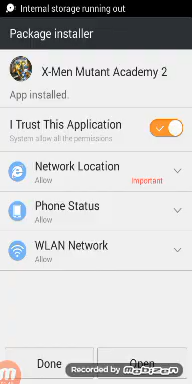 Internal storage running out
Package installer
X-Men Mutant Academy 2
App installed.
I Trust This Application
System allow all the permissions
Network Location
Allow
Important
Phone Status
Allow
WLAN Network
Allow
Done
Open
Recorded by
MOBIZEN